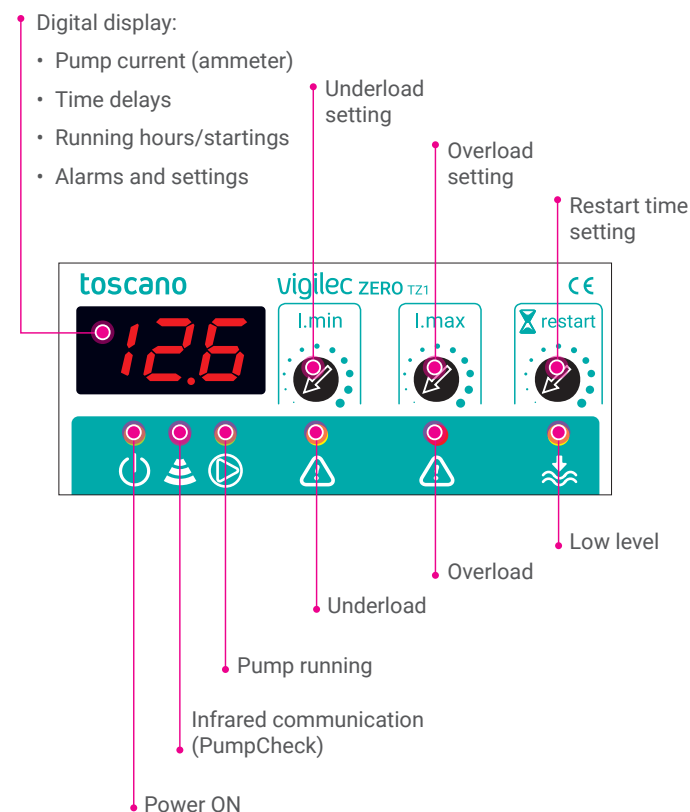 Digital display:
• Pump current (ammeter)
• Time delays
• Running hours/startings
• Alarms and settings
Underload
setting
Overload
setting
Restart time
setting
toscano
vigilec ZERO TZ1
CE
I.min
I.max
restart
12.6
Low level
Overload
Underload
Pump running
Infrared communication
(PumpCheck)
Power ON